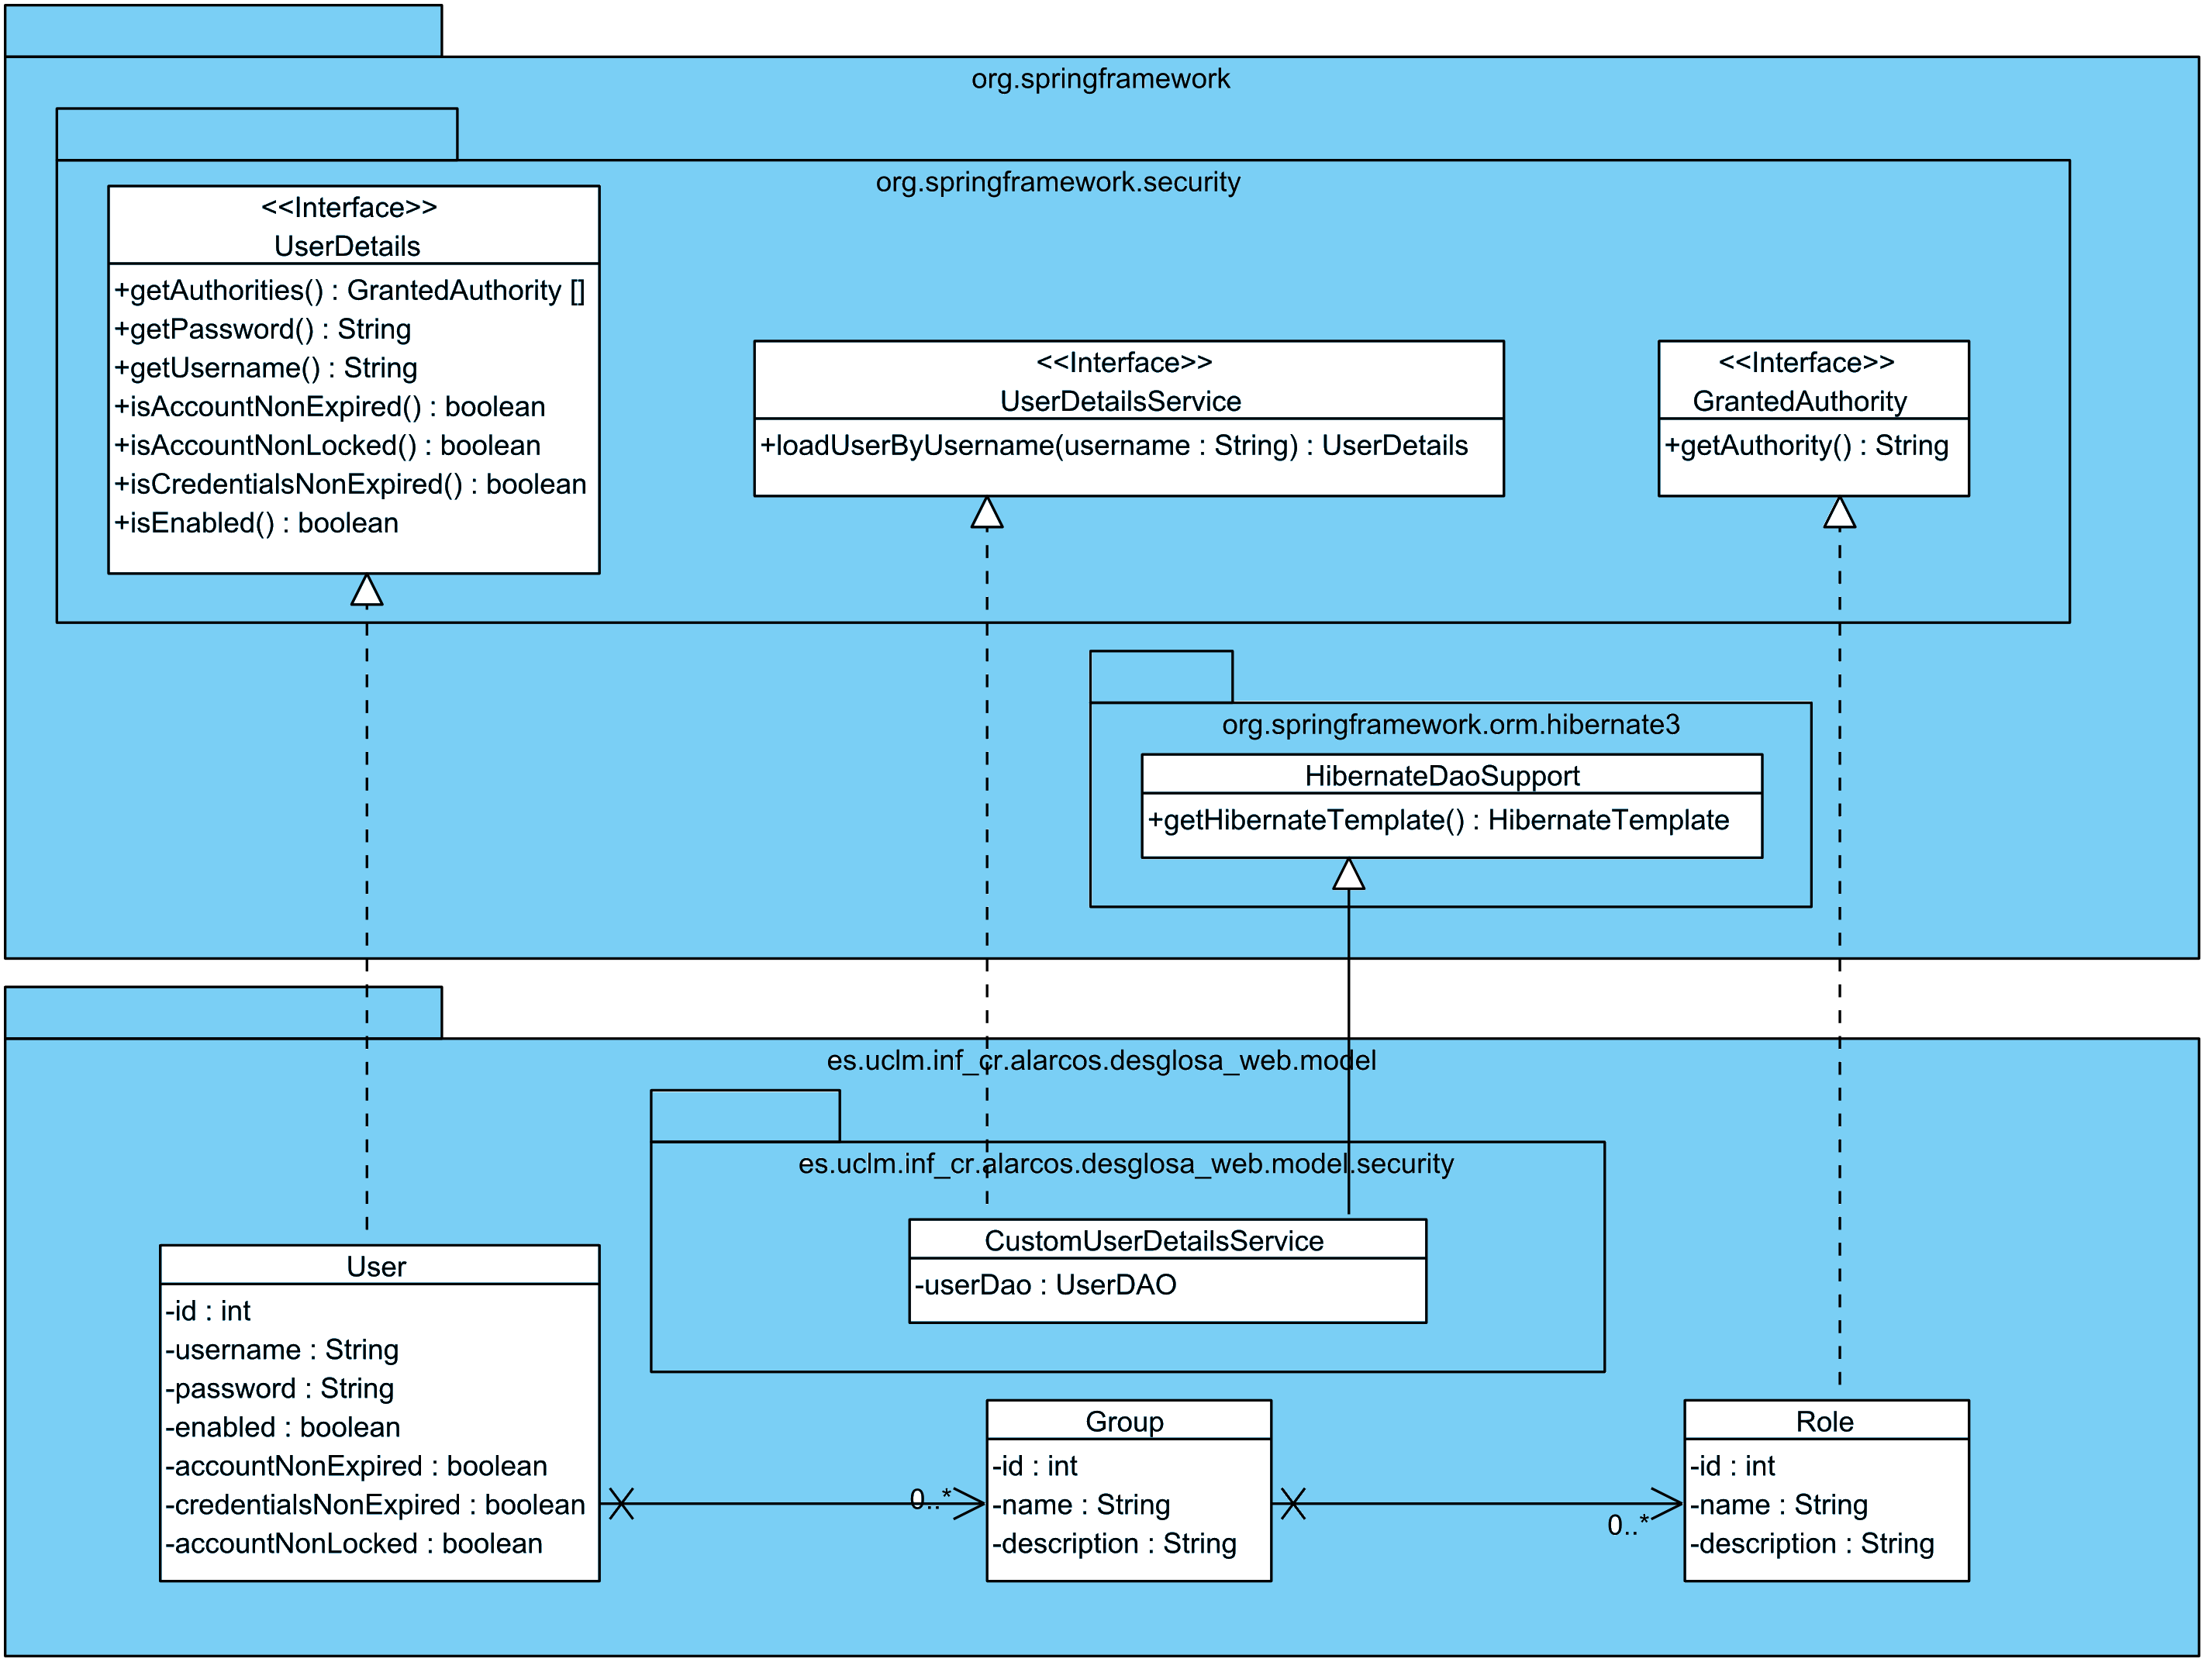 org.springframework
org.springframework.security
<<Interface>>
UserDetails
+getAuthorities() : GrantedAuthority []
+getPassword() : String
+getUsername() : String
+isAccountNonExpired() : boolean
+isAccountNonLocked() : boolean
+isCredentialsNonExpired() : boolean
+isEnabled() : boolean
<<Interface>>
UserDetailsService
+loadUserByUsername(username : String) : UserDetails
<<Interface>>
GrantedAuthority
+getAuthority() : String
org.springframework.orm.hibernate3
HibernateDaoSupport
+getHibernateTemplate() : HibernateTemplate
es.uclm.inf_cr.alarcos.desglosa_web.model
es.uclm.inf_cr.alarcos.desglosa_web.model.security
CustomUserDetailsService
-userDao : UserDAO
User
-id : int
-username : String
-password : String
-enabled : boolean
-accountNonExpired : boolean
-credentialsNonExpired : boolean
-accountNonLocked : boolean
0..*
Group
-id : int
-name : String
-description : String
0..*
Role
-id : int
-name : String
-description : String